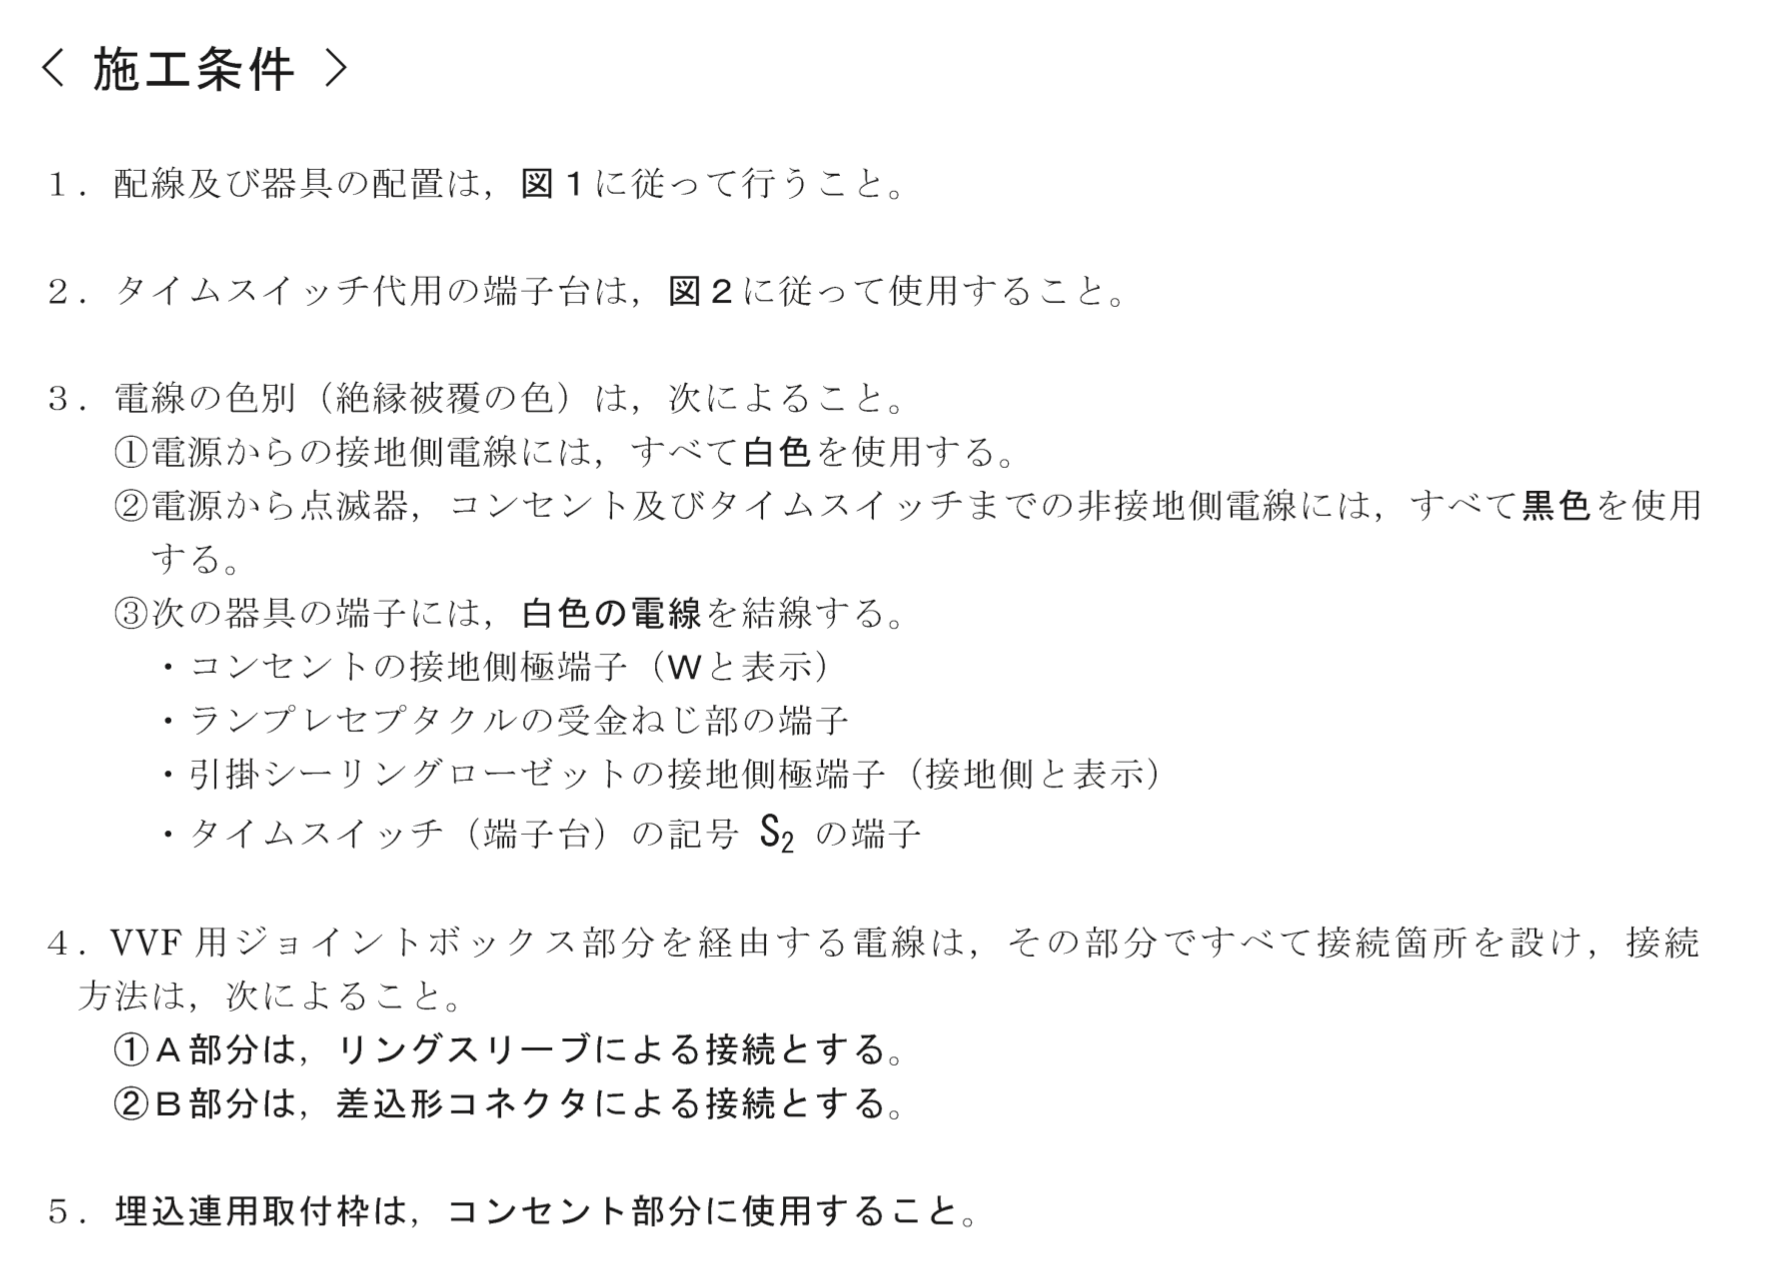 〈 施工条件 〉
１．配線及び器具の配置は，図１に従って行うこと。
２．タイムスイッチ代用の端子台は，図２に従って使用すること。
３．電線の色別（絶縁被覆の色）は，次によること。
①電源からの接地側電線には，すべて白色を使用する。
②電源から点滅器，コンセント及びタイムスイッチまでの非接地側電線には，すべて黒色を使用
する。
③次の器具の端子には，白色の電線を結線する。
・コンセントの接地側極端子（Ｗと表示）
・ランプレセプタクルの受金ねじ部の端子
・引掛シーリングローゼットの接地側極端子（接地側と表示）
・タイムスイッチ（端子台）の記号 S₂ の端子
４．VVF 用ジョイントボックス部分を経由する電線は，その部分ですべて接続箇所を設け，接続
方法は，次によること。
①Ａ部分は，リングスリーブによる接続とする。
②Ｂ部分は，差込形コネクタによる接続とする。
５．埋込連用取付枠は，コンセント部分に使用すること。